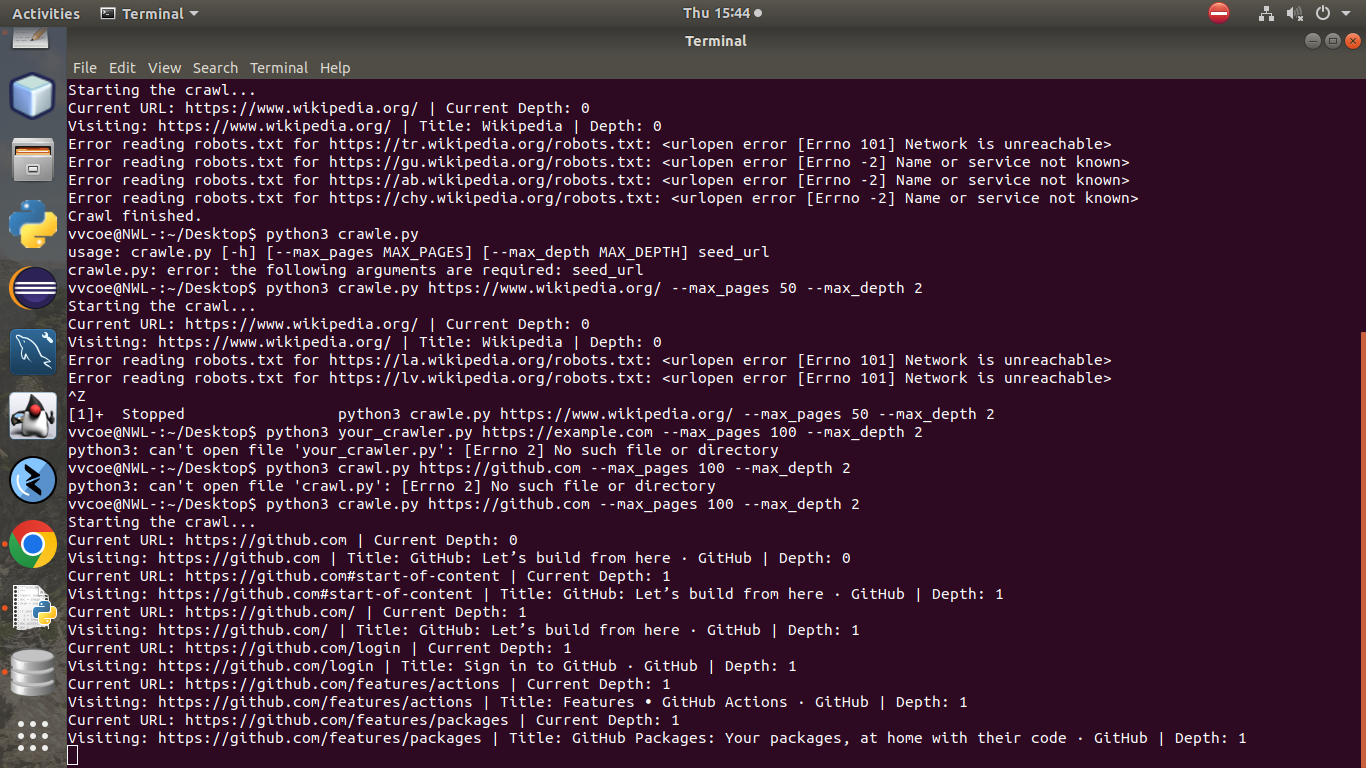 Activities Terminal Thu 15:44
Terminal
File Edit View Search Terminal Help
Starting the crawl...
Current URL: https://www.wikipedia.org/ | Current Depth: 0
Visiting: https://www.wikipedia.org/ | Title: Wikipedia | Depth: 0
Error reading robots.txt for https://tr.wikipedia.org/robots.txt: <urlopen error [Errno 101] Network is unreachable>
Error reading robots.txt for https://gu.wikipedia.org/robots.txt: <urlopen error [Errno -2] Name or service not known>
Error reading robots.txt for https://ab.wikipedia.org/robots.txt: <urlopen error [Errno -2] Name or service not known>
Error reading robots.txt for https://chy.wikipedia.org/robots.txt: <urlopen error [Errno -2] Name or service not known>
Crawl finished.
vvcoe@NWL-:~/Desktop$ python3 crawle.py
usage: crawle.py [-h] [--max_pages MAX_PAGES] [--max_depth MAX_DEPTH] seed_url
crawle.py: error: the following arguments are required: seed_url
vvcoe@NWL-:~/Desktop$ python3 crawle.py https://www.wikipedia.org/ --max_pages 50 --max_depth 2
Starting the crawl...
Current URL: https://www.wikipedia.org/ | Current Depth: 0
Visiting: https://www.wikipedia.org/ | Title: Wikipedia | Depth: 0
Error reading robots.txt for https://la.wikipedia.org/robots.txt: <urlopen error [Errno 101] Network is unreachable>
Error reading robots.txt for https://lv.wikipedia.org/robots.txt: <urlopen error [Errno 101] Network is unreachable>
^Z
[1]+  Stopped                 python3 crawle.py https://www.wikipedia.org/ --max_pages 50 --max_depth 2
vvcoe@NWL-:~/Desktop$ python3 your_crawler.py https://example.com --max_pages 100 --max_depth 2
python3: can't open file 'your_crawler.py': [Errno 2] No such file or directory
vvcoe@NWL-:~/Desktop$ python3 crawl.py https://github.com --max_pages 100 --max_depth 2
python3: can't open file 'crawl.py': [Errno 2] No such file or directory
vvcoe@NWL-:~/Desktop$ python3 crawle.py https://github.com --max_pages 100 --max_depth 2
Starting the crawl...
Current URL: https://github.com | Current Depth: 0
Visiting: https://github.com | Title: GitHub: Let’s build from here · GitHub | Depth: 0
Current URL: https://github.com#start-of-content | Current Depth: 1
Visiting: https://github.com#start-of-content | Title: GitHub: Let’s build from here · GitHub | Depth: 1
Current URL: https://github.com/ | Current Depth: 1
Visiting: https://github.com/ | Title: GitHub: Let’s build from here · GitHub | Depth: 1
Current URL: https://github.com/login | Current Depth: 1
Visiting: https://github.com/login | Title: Sign in to GitHub · GitHub | Depth: 1
Current URL: https://github.com/features/actions | Current Depth: 1
Visiting: https://github.com/features/actions | Title: Features • GitHub Actions · GitHub | Depth: 1
Current URL: https://github.com/features/packages | Current Depth: 1
Visiting: https://github.com/features/packages | Title: GitHub Packages: Your packages, at home with their code · GitHub | Depth: 1